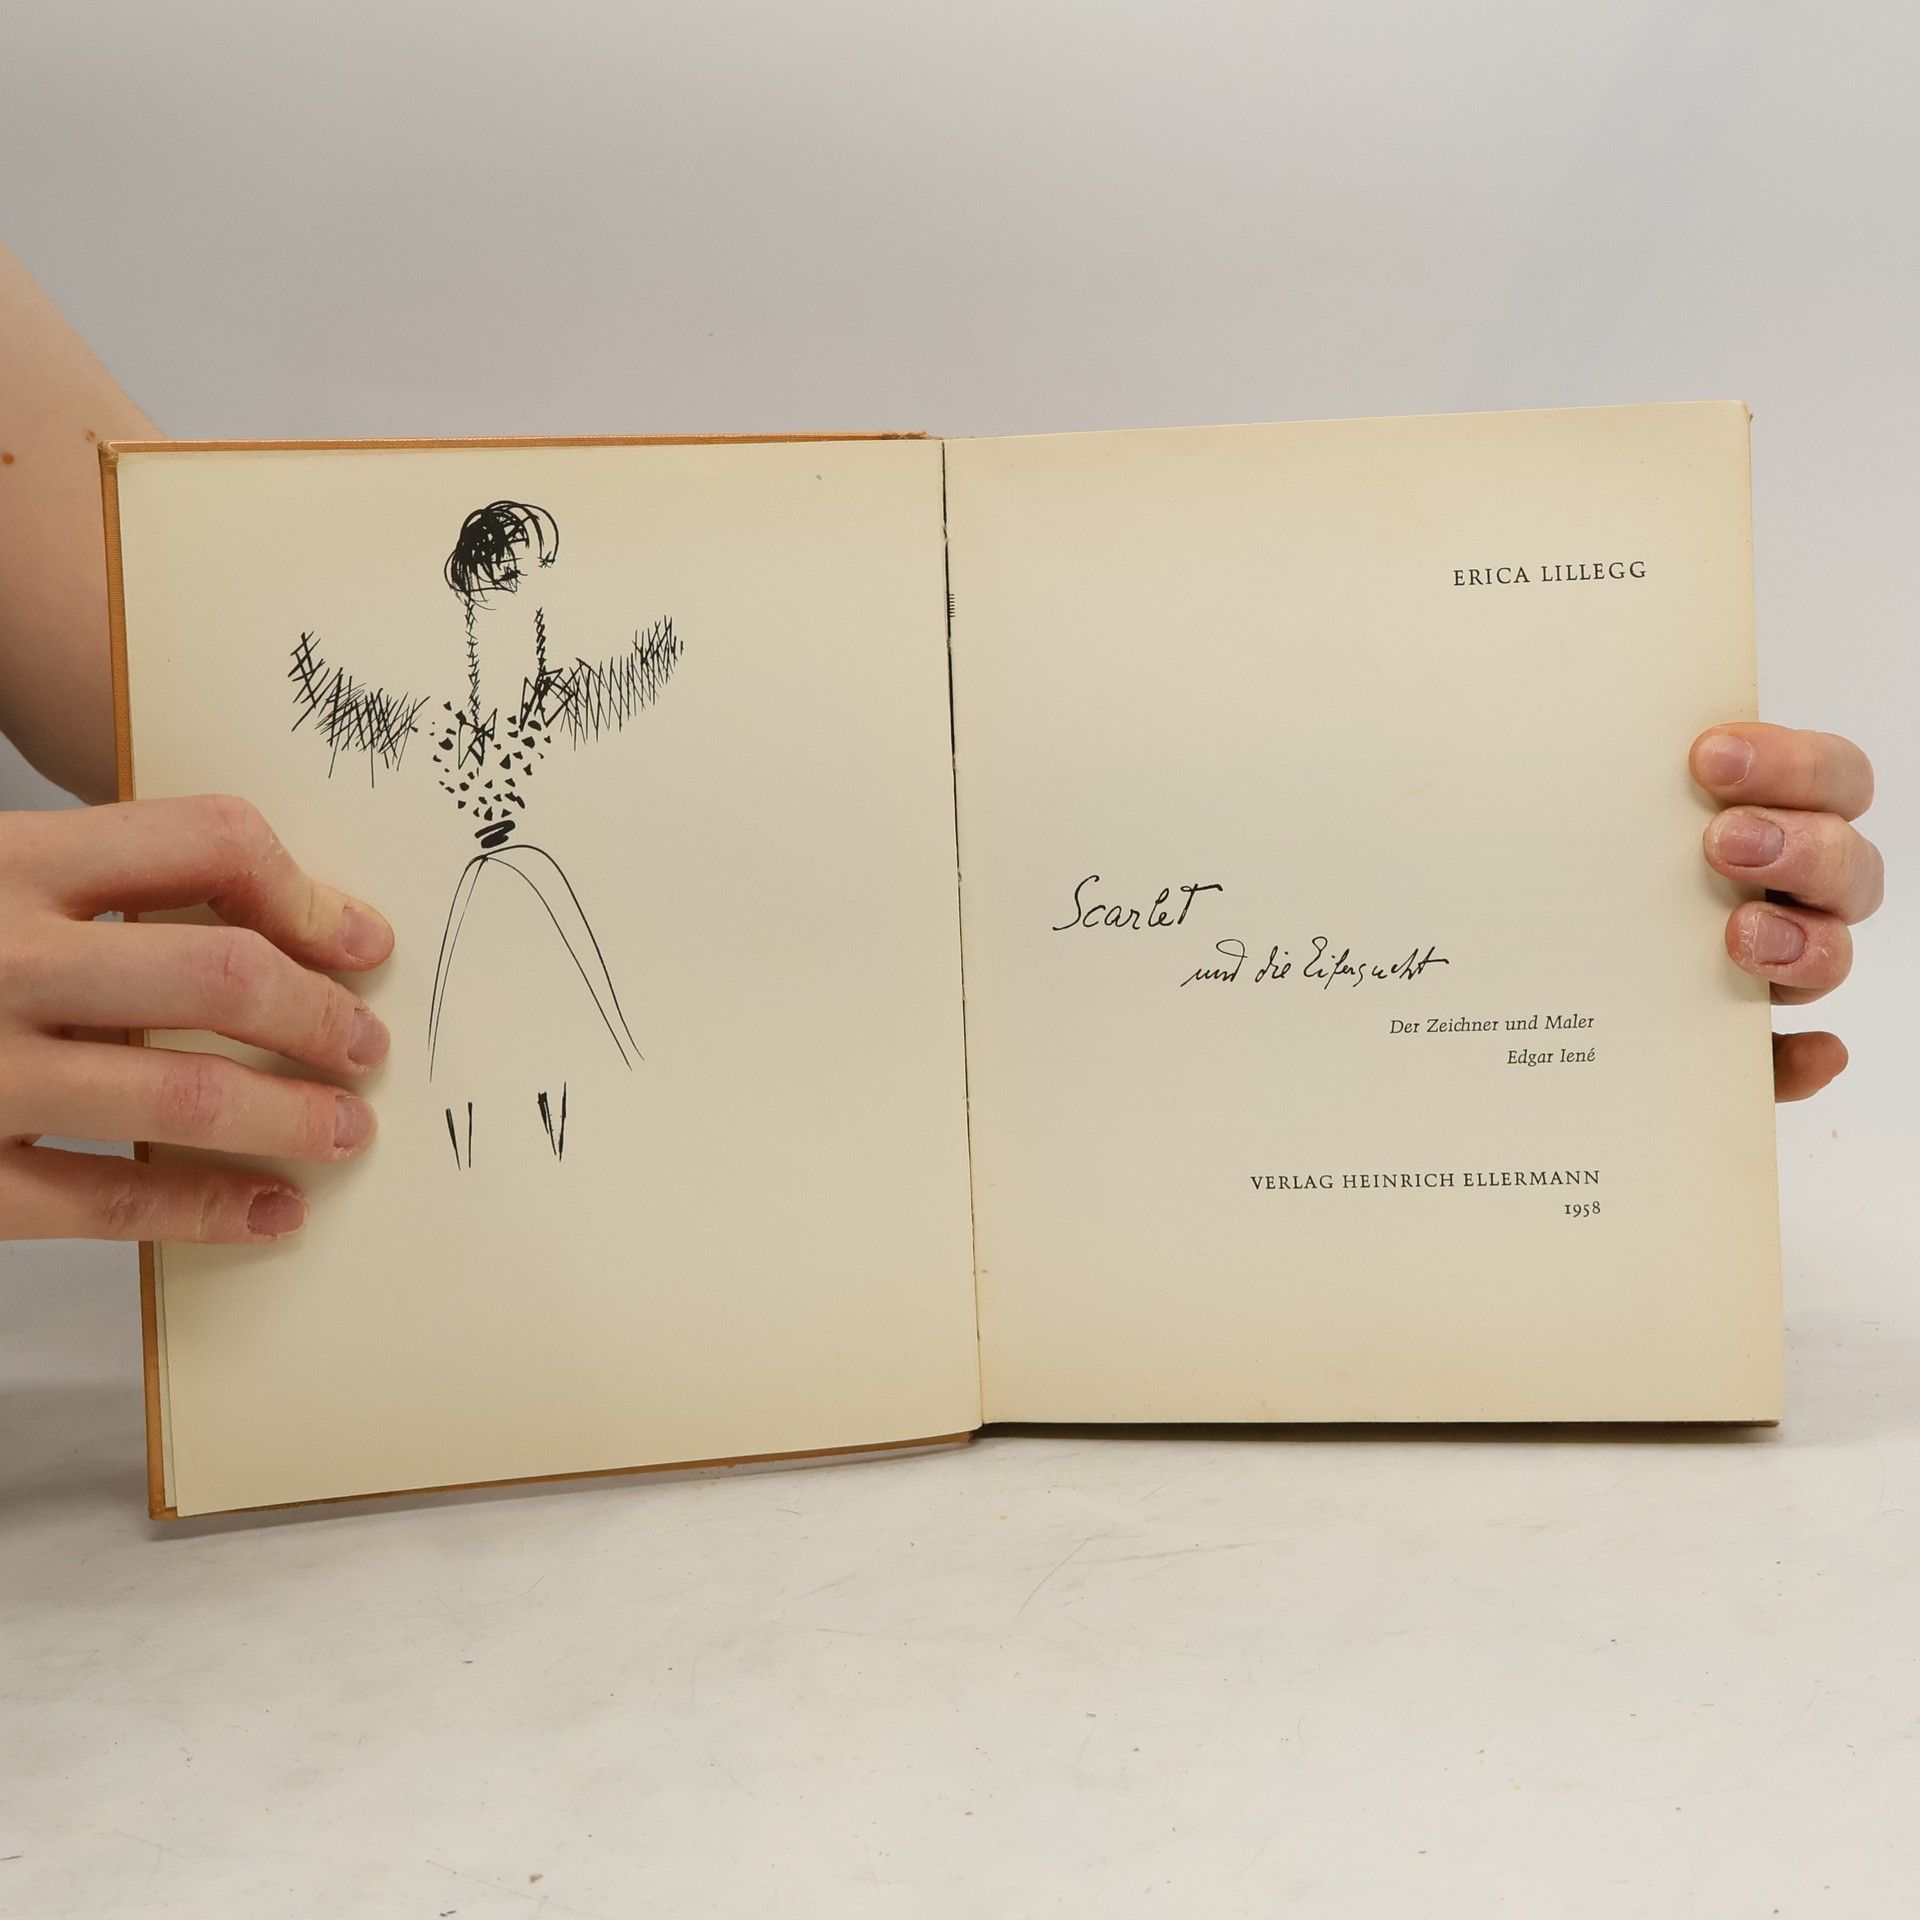 ERICA LILLEGG
Scarlet
und die Eifersucht
Der Zeichner und Maler
Edgar Iené
VERLAG HEINRICH ELLERMANN
1958